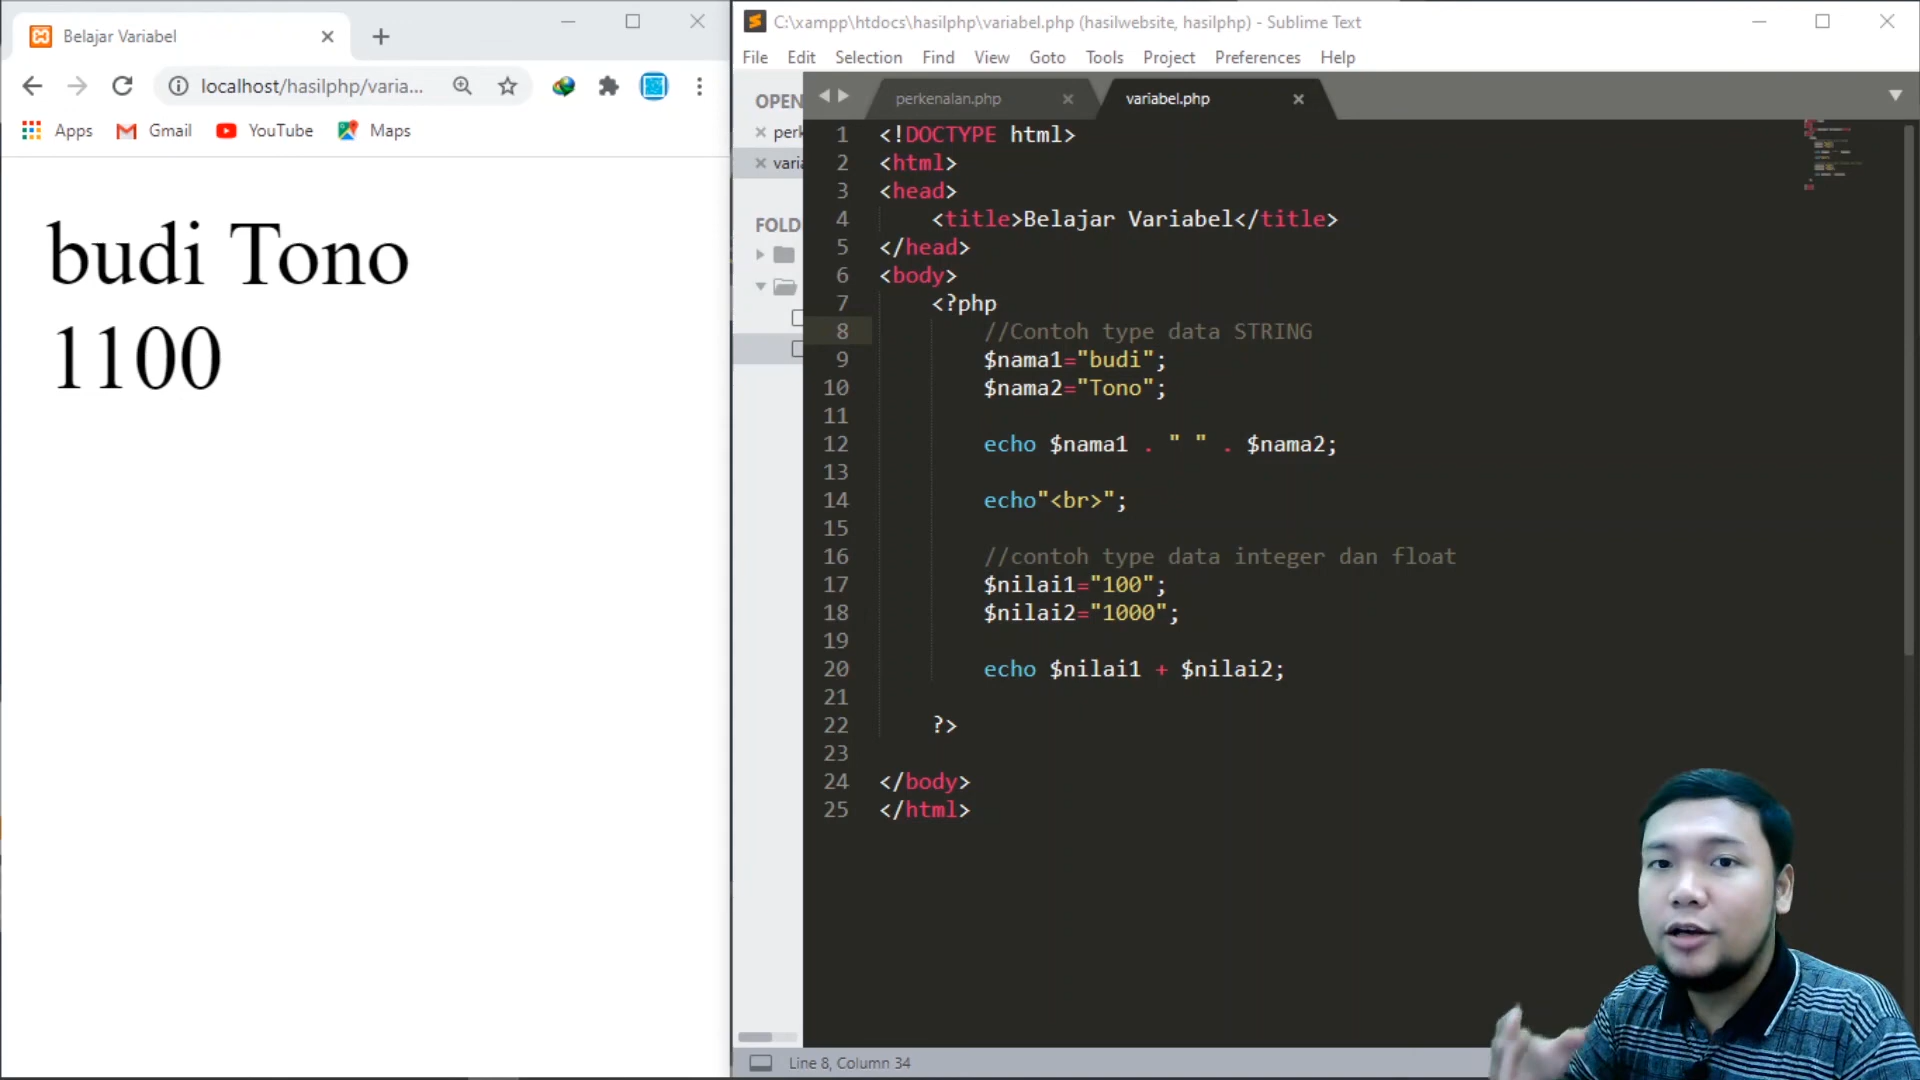 Belajar Variabel
localhost/hasilphp/varia...
Apps Gmail YouTube Maps
budi Tono
1100
C:\xampp\htdocs\hasilphp\variabel.php (hasilwebsite, hasilphp) - Sublime Text
File Edit Selection Find View Goto Tools Project Preferences Help
OPEN
perk
varia
FOLD
perkenalan.php variabel.php
1 <!DOCTYPE html>
2 <html>
3 <head>
4 <title>Belajar Variabel</title>
5 </head>
6 <body>
7 <?php
8 //Contoh type data STRING
9 $nama1="budi";
10 $nama2="Tono";
11
12 echo $nama1 . " " . $nama2;
13
14 echo"<br>";
15
16 //contoh type data integer dan float
17 $nilai1="100";
18 $nilai2="1000";
19
20 echo $nilai1 + $nilai2;
21
22 ?>
23
24 </body>
25 </html>
Line 8, Column 34